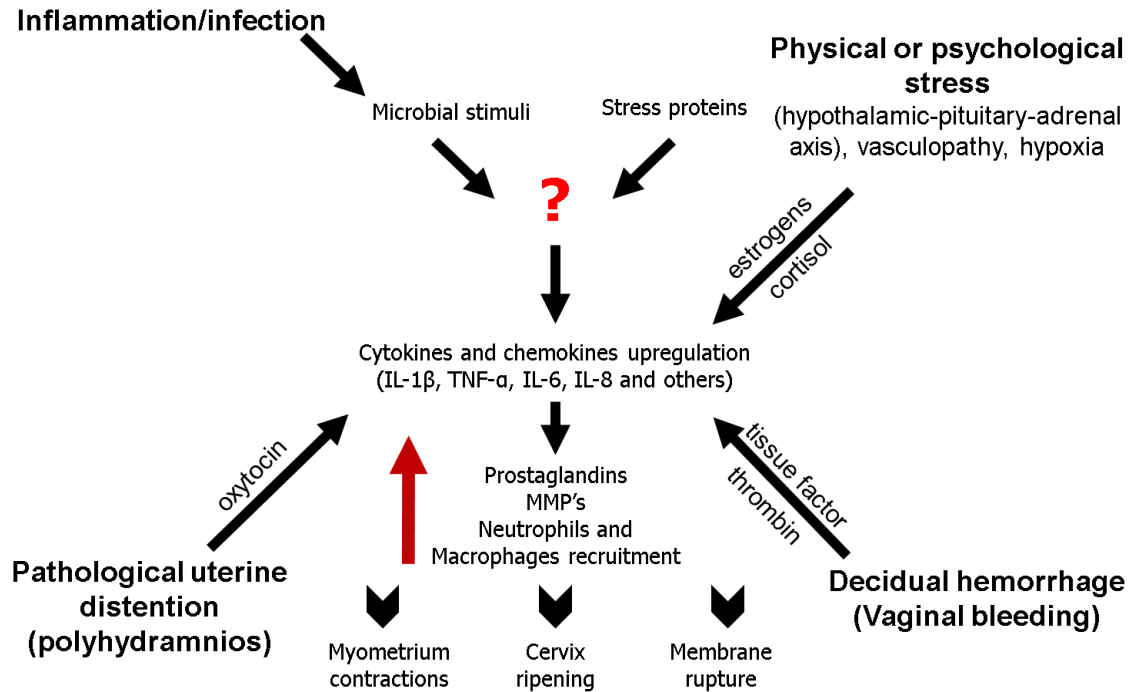 Inflammation/infection
Physical or psychological
stress
(hypothalamic-pituitary-adrenal
axis), vasculopathy, hypoxia
Microbial stimuli
Stress proteins
?
estrogens
cortisol
Cytokines and chemokines upregulation
(IL-1β, TNF-α, IL-6, IL-8 and others)
oxytocin
tissue factor
thrombin
Prostaglandins
MMP's
Neutrophils and
Macrophages recruitment
Pathological uterine
distention
(polyhydramnios)
Decidual hemorrhage
(Vaginal bleeding)
Myometrium
contractions
Cervix
ripening
Membrane
rupture